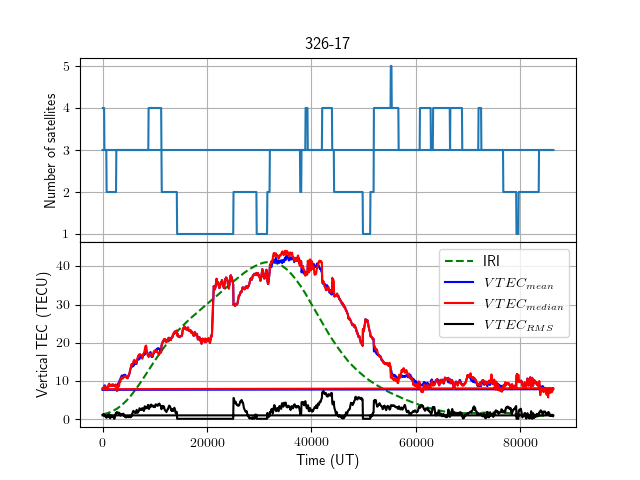 326-17
Number of satellites
5
4
3
2
1
Vertical TEC (TECU)
40
30
20
10
0
IRI
VTEC_mean
VTEC_median
VTEC_RMS
0 20000 40000 60000 80000
Time (UT)